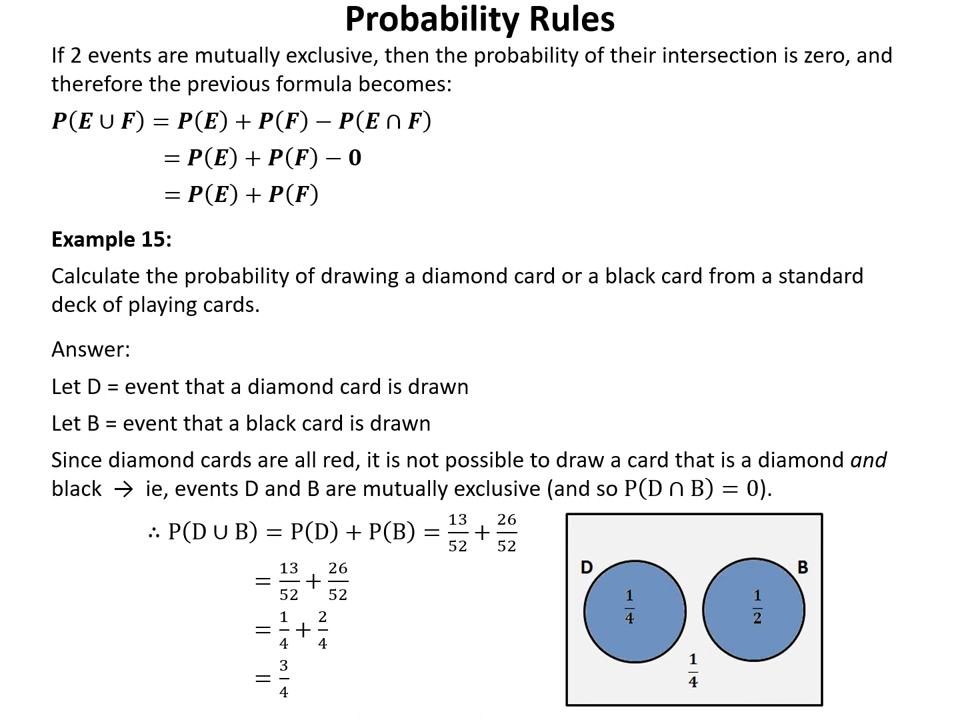 Probability Rules
If 2 events are mutually exclusive, then the probability of their intersection is zero, and
therefore the previous formula becomes:
P(E ∪ F) = P(E) + P(F) − P(E ∩ F)
= P(E) + P(F) − 0
= P(E) + P(F)
Example 15:
Calculate the probability of drawing a diamond card or a black card from a standard
deck of playing cards.
Answer:
Let D = event that a diamond card is drawn
Let B = event that a black card is drawn
Since diamond cards are all red, it is not possible to draw a card that is a diamond and
black → ie, events D and B are mutually exclusive (and so P(D ∩ B) = 0).
∴ P(D ∪ B) = P(D) + P(B) = 13/52 + 26/52
= 13/52 + 26/52
= 1/4 + 2/4
= 3/4
D B
1/4 1/2
1/4